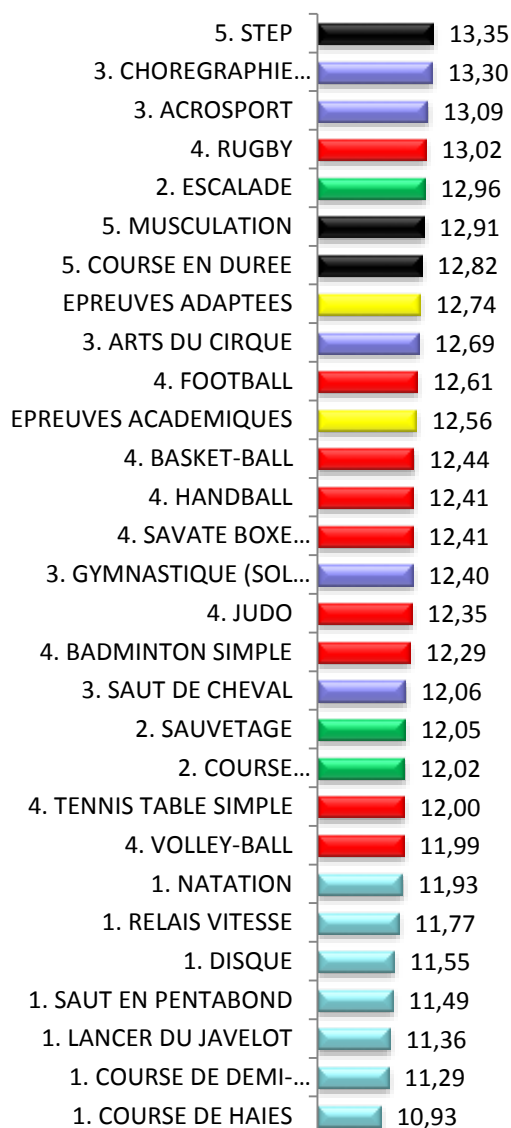 5. STEP 13,35
3. CHOREGRAPHIE... 13,30
3. ACROSPORT 13,09
4. RUGBY 13,02
2. ESCALADE 12,96
5. MUSCULATION 12,91
5. COURSE EN DUREE 12,82
EPREUVES ADAPTEES 12,74
3. ARTS DU CIRQUE 12,69
4. FOOTBALL 12,61
EPREUVES ACADEMIQUES 12,56
4. BASKET-BALL 12,44
4. HANDBALL 12,41
4. SAVATE BOXE... 12,41
3. GYMNASTIQUE (SOL... 12,40
4. JUDO 12,35
4. BADMINTON SIMPLE 12,29
3. SAUT DE CHEVAL 12,06
2. SAUVETAGE 12,05
2. COURSE... 12,02
4. TENNIS TABLE SIMPLE 12,00
4. VOLLEY-BALL 11,99
1. NATATION 11,93
1. RELAIS VITESSE 11,77
1. DISQUE 11,55
1. SAUT EN PENTABOND 11,49
1. LANCER DU JAVELOT 11,36
1. COURSE DE DEMI-... 11,29
1. COURSE DE HAIES 10,93